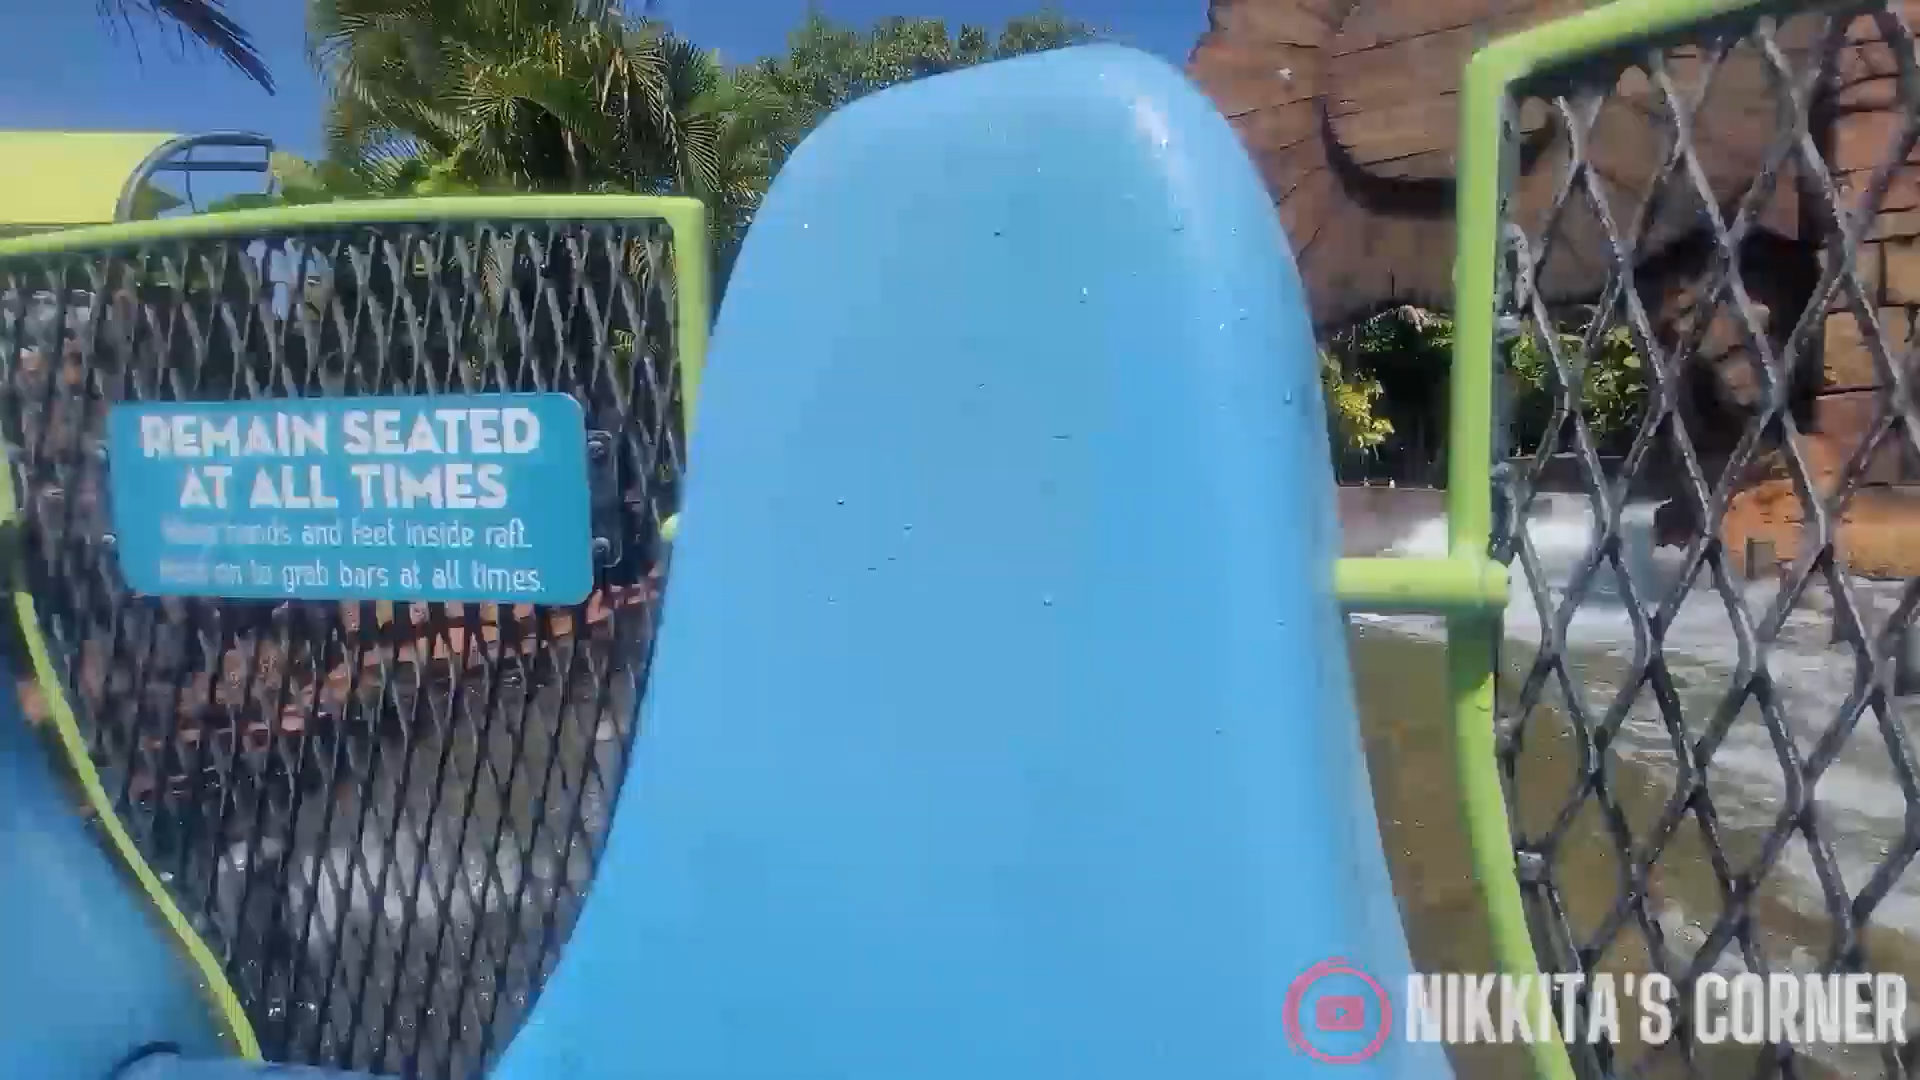 REMAIN SEATED
AT ALL TIMES
Keep hands and feet inside raft.
Hold on to grab bars at all times.
NIKKITA'S CORNER